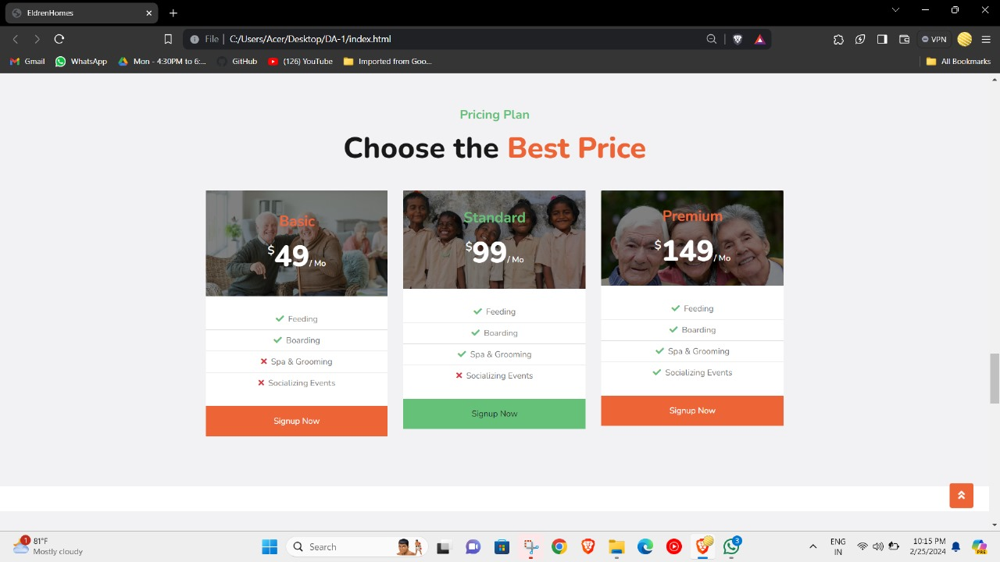 EldrenHomes
File C:/Users/Acer/Desktop/DA-1/index.html
VPN
Gmail WhatsApp Mon - 4:30PM to 6:... GitHub (126) YouTube Imported from Goo... All Bookmarks
Pricing Plan
Choose the Best Price
Basic
$49/ Mo
Feeding
Boarding
Spa & Grooming
Socializing Events
Signup Now
Standard
$99/ Mo
Feeding
Boarding
Spa & Grooming
Socializing Events
Signup Now
Premium
$149/ Mo
Feeding
Boarding
Spa & Grooming
Socializing Events
Signup Now
1
81°F
Mostly cloudy
Search
3
ENG
IN
10:15 PM
2/25/2024
PRE